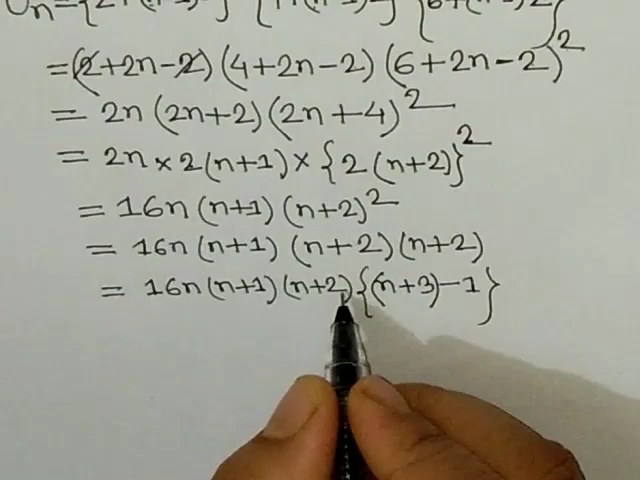 = (2+2n-2) (4+2n-2) (6+2n-2)²
= 2n (2n+2) (2n+4)²
= 2n × 2(n+1) × {2(n+2)}²
= 16n (n+1) (n+2)²
= 16n (n+1) (n+2) (n+2)
= 16n (n+1) (n+2) {(n+3)-1}